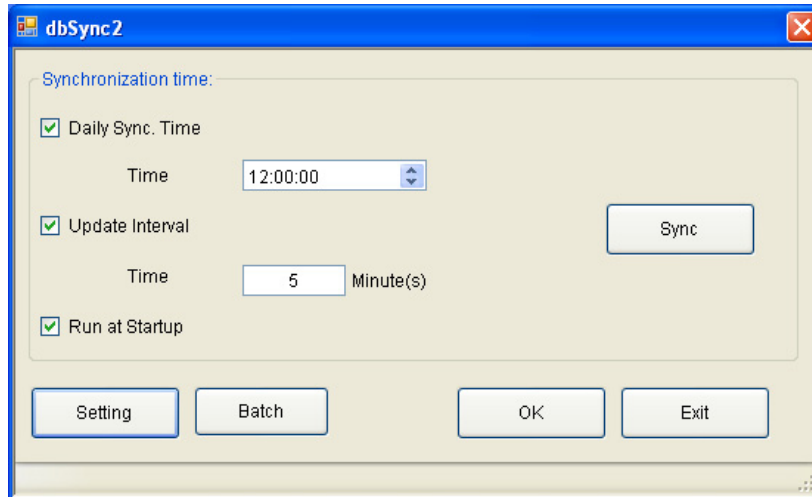 dbSync2
Synchronization time:
Daily Sync. Time
Time 12:00:00
Update Interval
Sync
Time 5 Minute(s)
Run at Startup
Setting Batch OK Exit